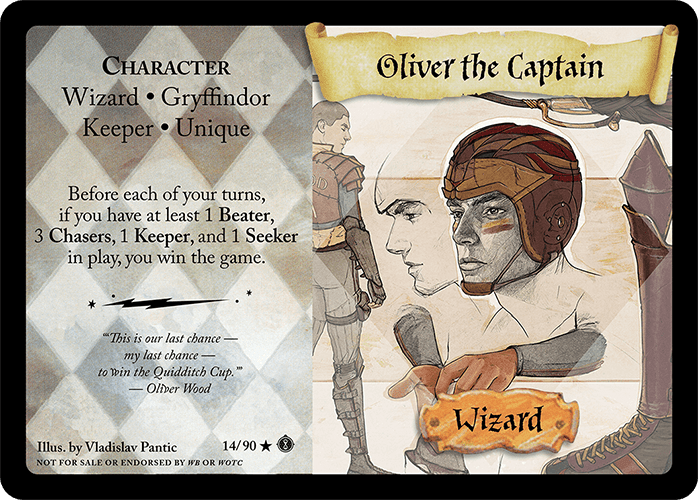 CHARACTER
Wizard • Gryffindor
Keeper • Unique
Before each of your turns,
if you have at least 1 Beater,
3 Chasers, 1 Keeper, and 1 Seeker
in play, you win the game.
“‘This is our last chance —
my last chance —
to win the Quidditch Cup.’”
— Oliver Wood
Illus. by Vladislav Pantic 14/90 ★
NOT FOR SALE OR ENDORSED BY WB OR WOTC
Oliver the Captain
Wizard